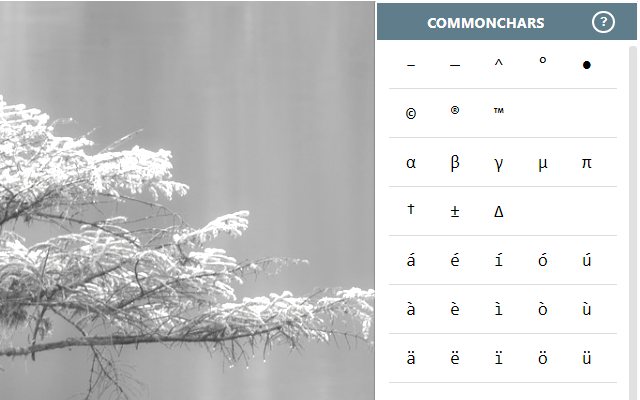 COMMONCHARS ?
– — ^ º ●
© ® ™
α β γ μ π
† ± Δ
á é í ó ú
à è ì ò ù
ä ë ï ö ü